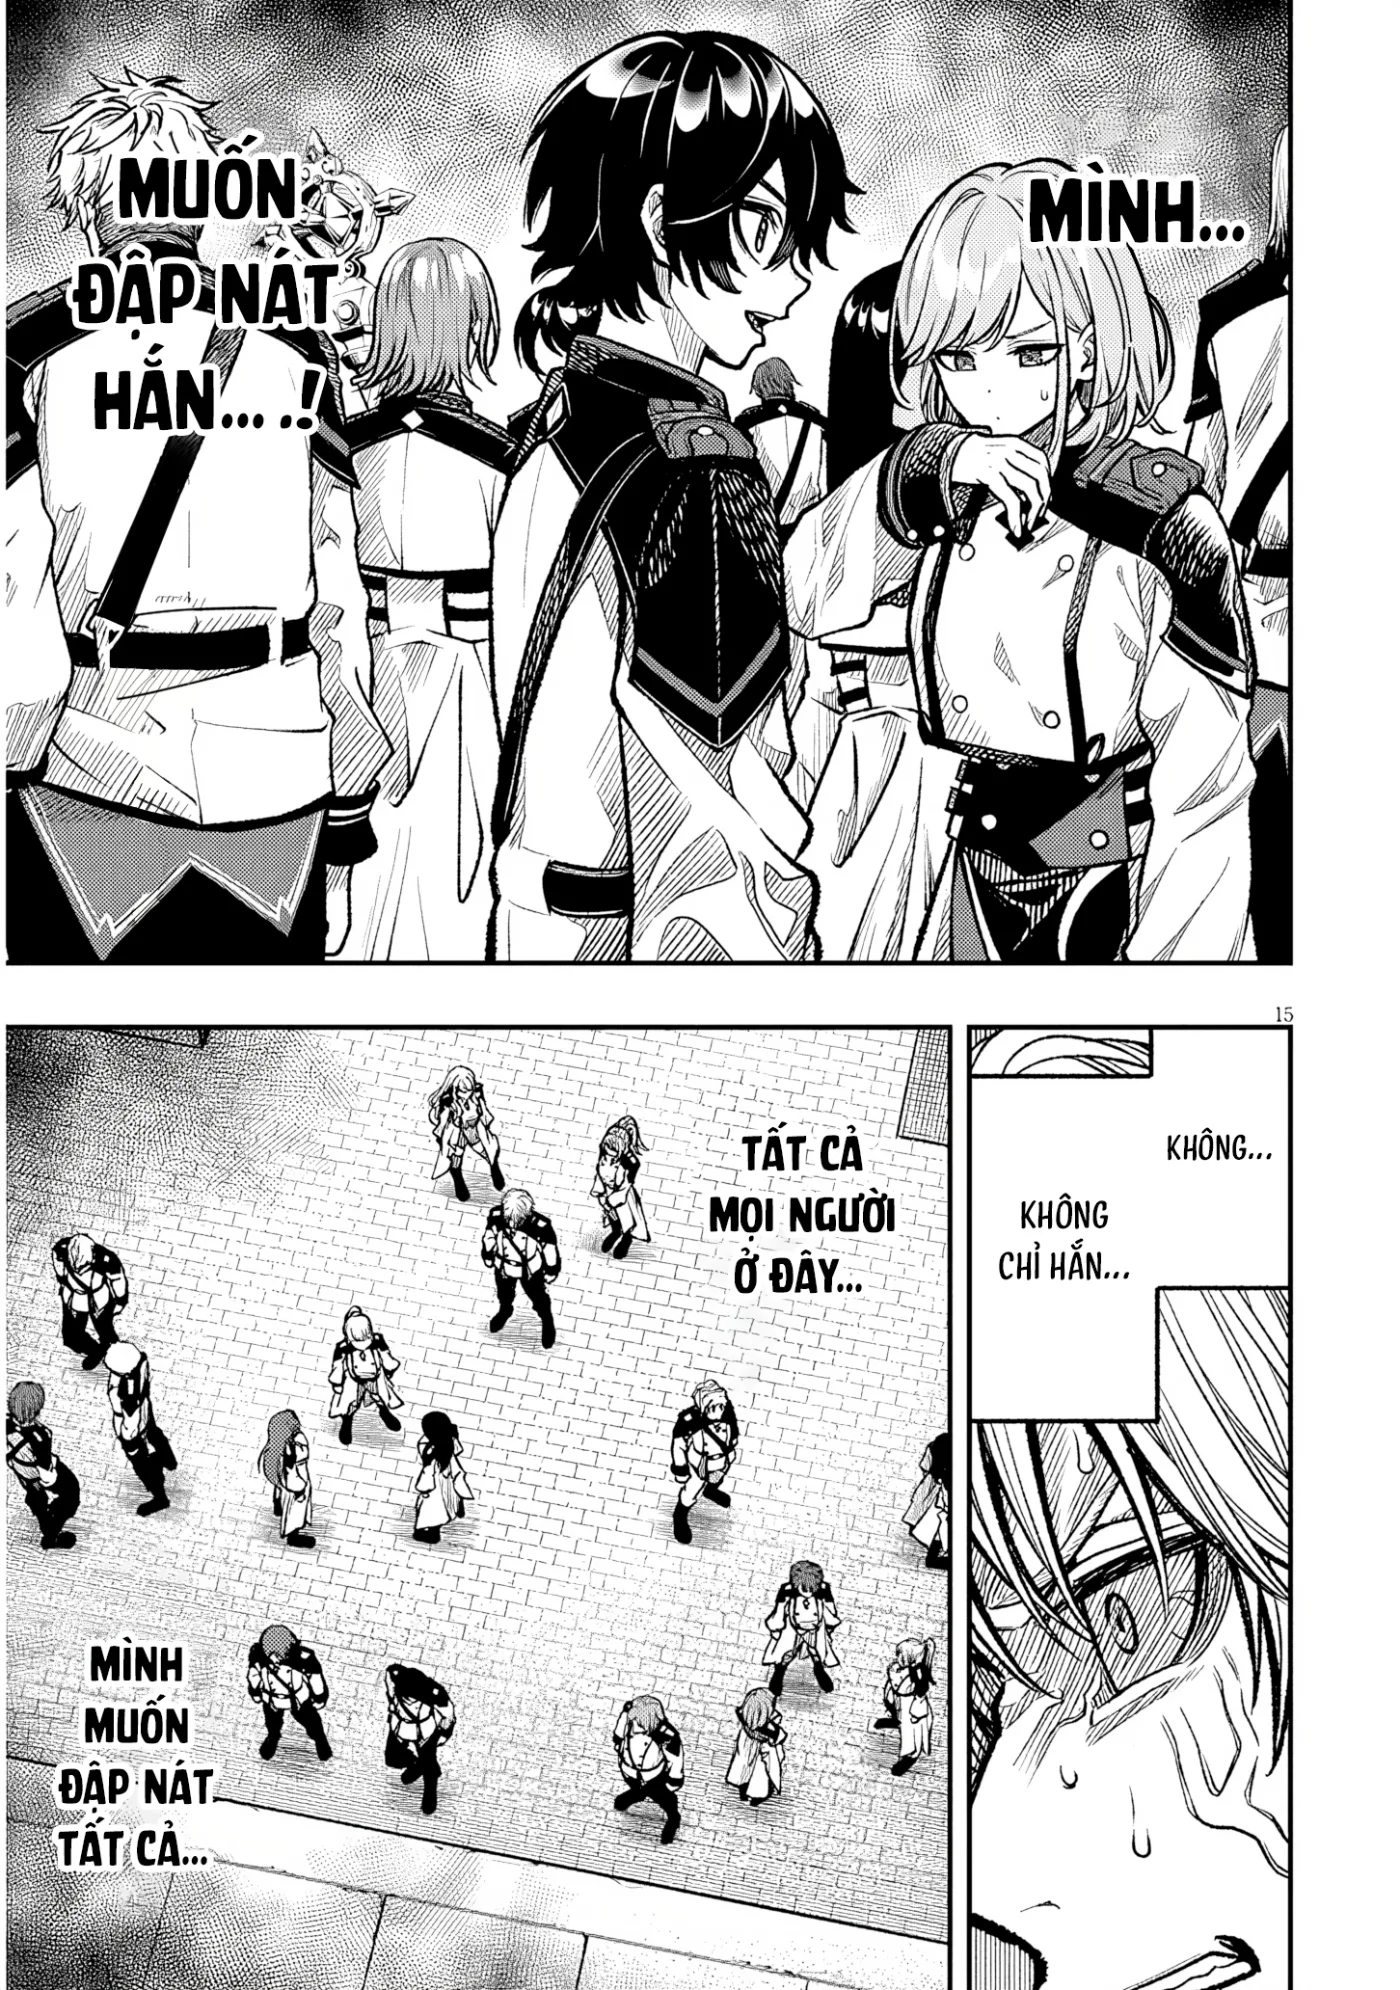 MÌNH...
MUỐN
ĐẬP NÁT
HẮN... ..!
15
KHÔNG...
KHÔNG
CHỈ HẮN...
TẤT CẢ
MỌI NGƯỜI
Ở ĐÂY...
MÌNH
MUỐN
ĐẬP NÁT
TẤT CẢ...